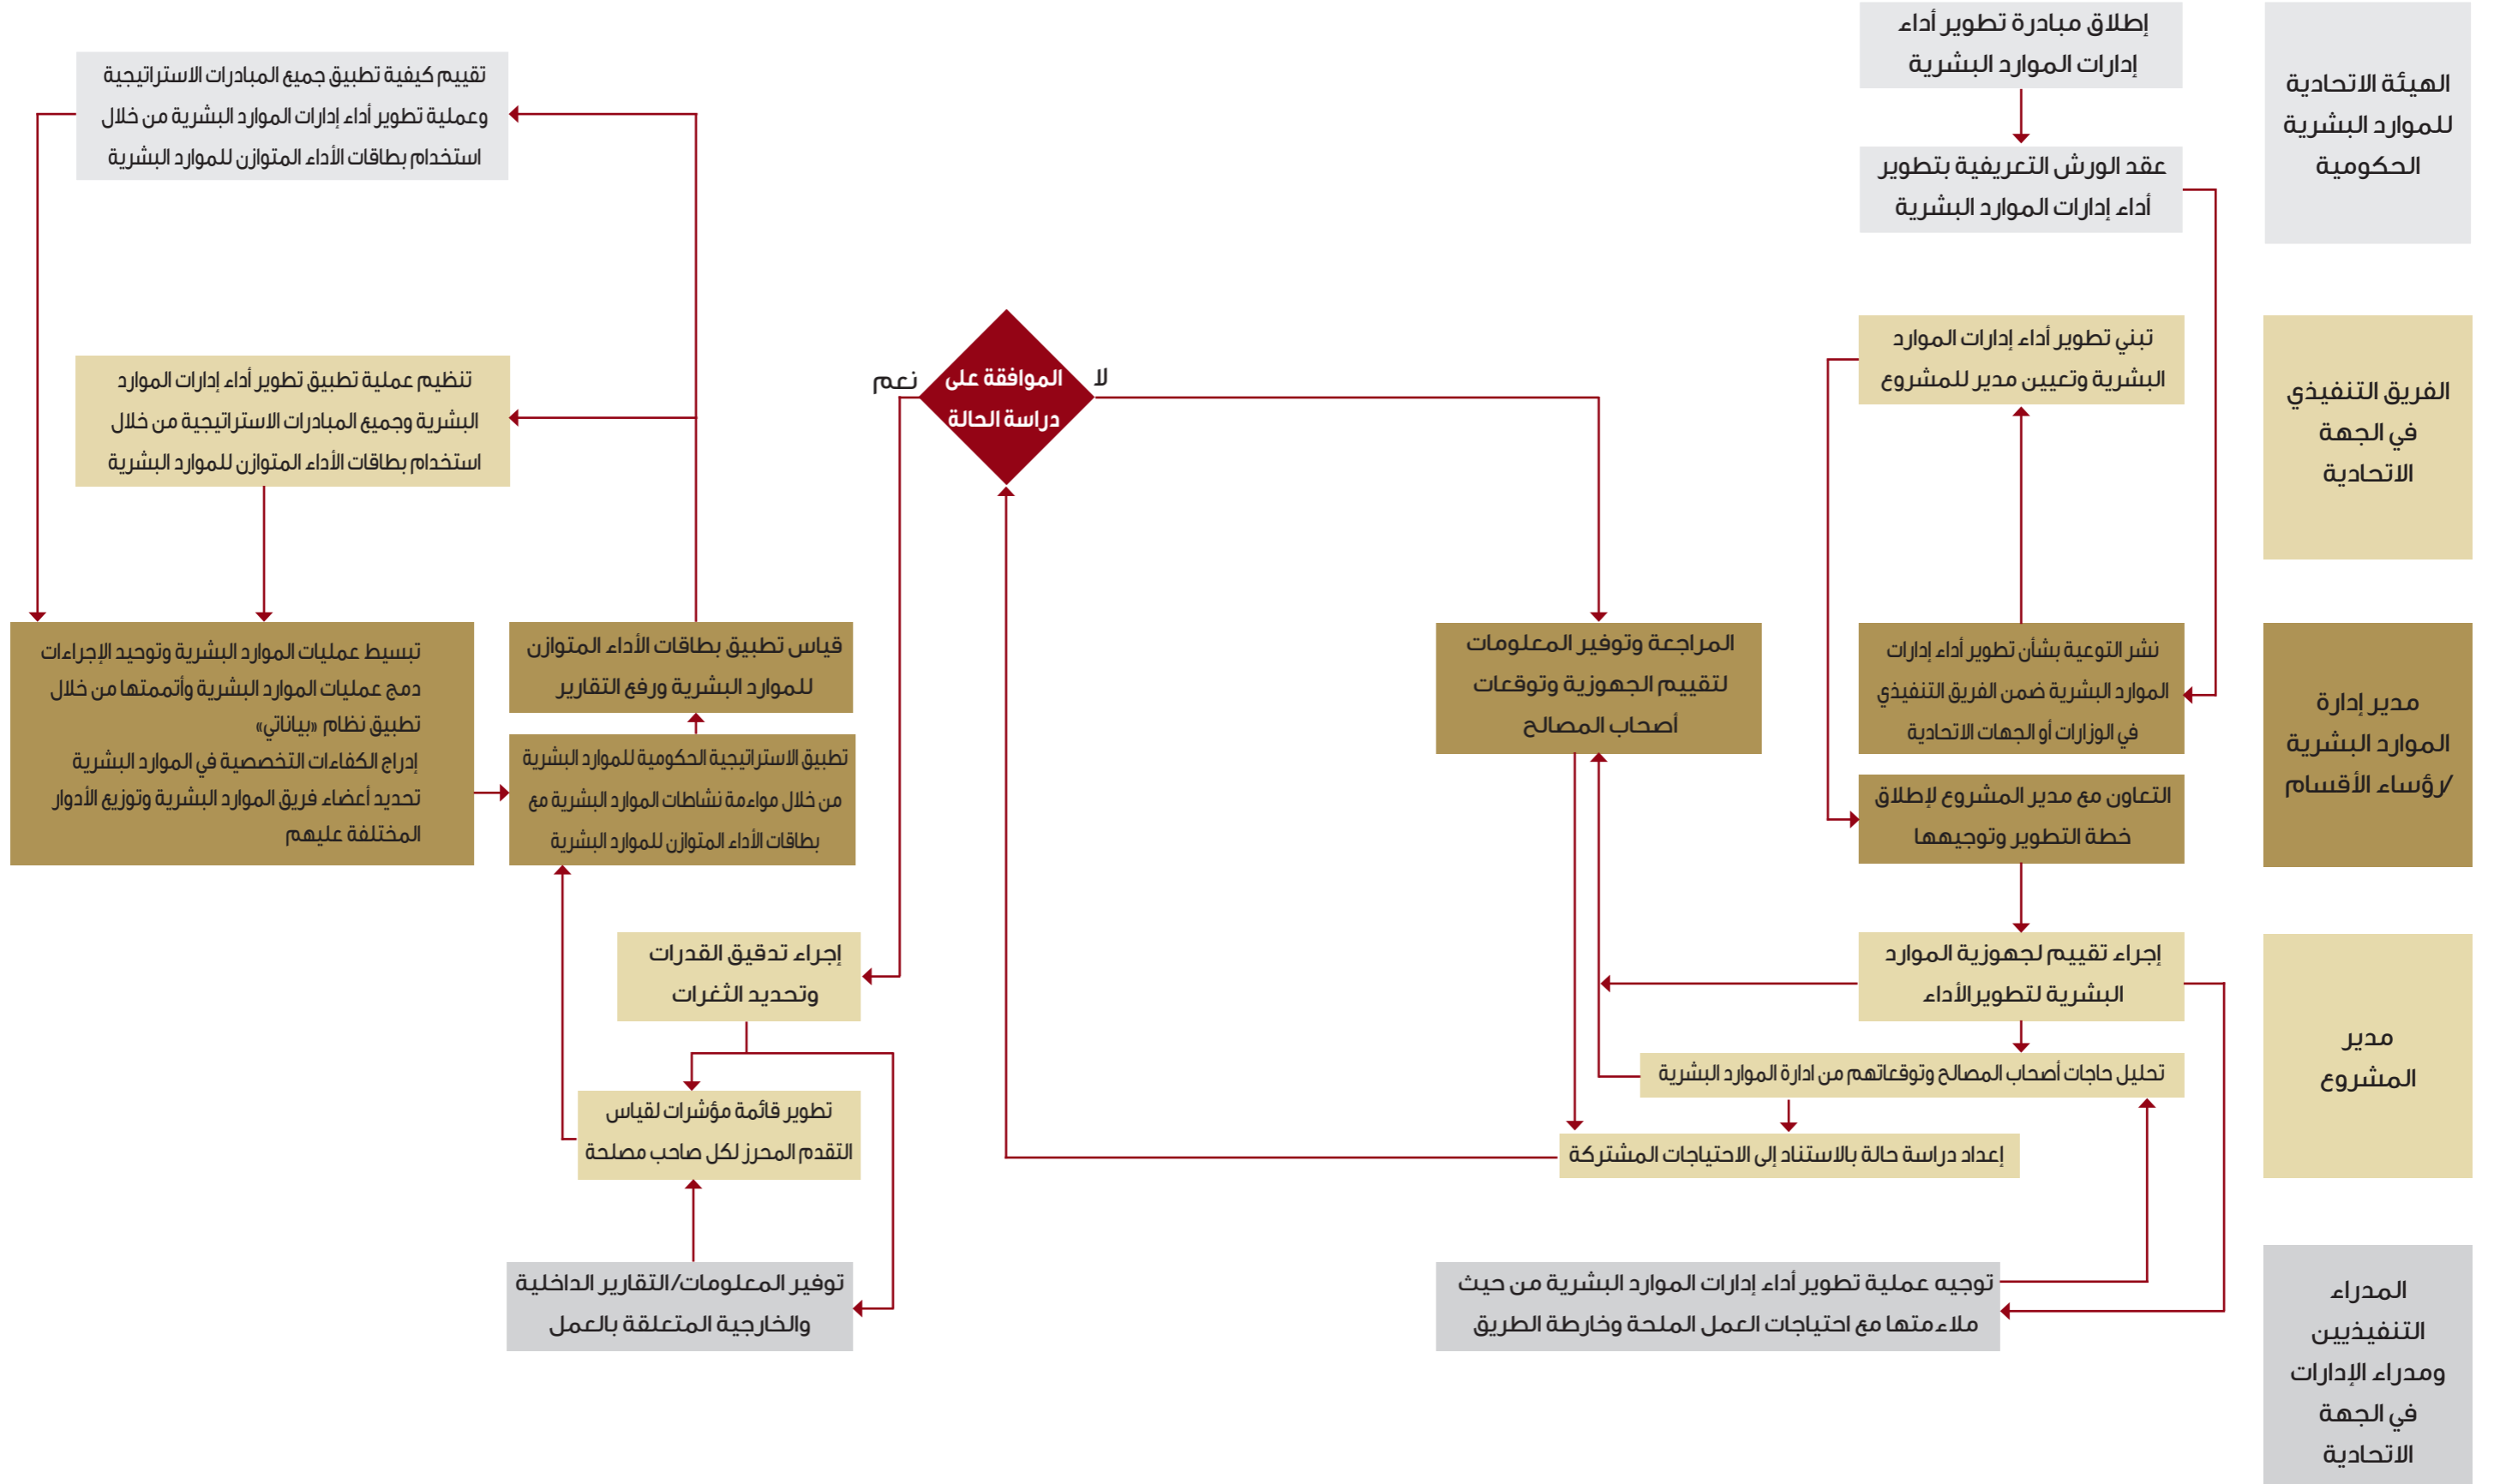 الهيئة الاتحادية
للموارد البشرية
الحكومية
إطلاق مبادرة تطوير أداء
إدارات الموارد البشرية
عقد الورش التعريفية بتطوير
أداء إدارات الموارد البشرية
تقييم كيفية تطبيق جميع المبادرات الاستراتيجية
وعملية تطوير أداء إدارات الموارد البشرية من خلال
استخدام بطاقات الأداء المتوازن للموارد البشرية
الفريق التنفيذي
في الجهة
الاتحادية
تبني تطوير أداء إدارات الموارد
البشرية وتعيين مدير للمشروع
لا
الموافقة على
دراسة الحالة
نعم
تنظيم عملية تطبيق تطوير أداء إدارات الموارد
البشرية وجميع المبادرات الاستراتيجية من خلال
استخدام بطاقات الأداء المتوازن للموارد البشرية
مدير إدارة
الموارد البشرية
/رؤساء الأقسام
نشر التوعية بشأن تطوير أداء إدارات
الموارد البشرية ضمن الفريق التنفيذي
في الوزارات أو الجهات الاتحادية
التعاون مع مدير المشروع لإطلاق
خطة التطوير وتوجيهها
المراجعة وتوفير المعلومات
لتقييم الجهوزية وتوقعات
أصحاب المصالح
قياس تطبيق بطاقات الأداء المتوازن
للموارد البشرية ورفع التقارير
تطبيق الاستراتيجية الحكومية للموارد البشرية
من خلال مواءمة نشاطات الموارد البشرية مع
بطاقات الأداء المتوازن للموارد البشرية
تبسيط عمليات الموارد البشرية وتوحيد الإجراءات
دمج عمليات الموارد البشرية وأتممتها من خلال
تطبيق نظام «بياناتي»
إدراج الكفاءات التخصصية في الموارد البشرية
تحديد أعضاء فريق الموارد البشرية وتوزيع الأدوار
المختلفة عليهم
مدير
المشروع
إجراء تقييم لجهوزية الموارد
البشرية لتطويرالأداء
تحليل حاجات أصحاب المصالح وتوقعاتهم من ادارة الموارد البشرية
إعداد دراسة حالة بالاستناد إلى الاحتياجات المشتركة
إجراء تدقيق القدرات
وتحديد الثغرات
تطوير قائمة مؤشرات لقياس
التقدم المحرز لكل صاحب مصلحة
المدراء
التنفيذيين
ومدراء الإدارات
في الجهة
الاتحادية
توجيه عملية تطوير أداء إدارات الموارد البشرية من حيث
ملاءمتها مع احتياجات العمل الملحة وخارطة الطريق
توفير المعلومات/التقارير الداخلية
والخارجية المتعلقة بالعمل